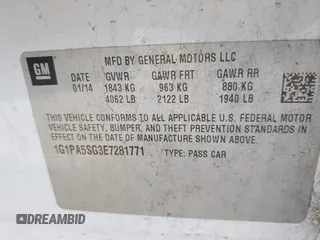 GM
MFD BY GENERAL MOTORS LLC
DATE GVWR GAWR FRT GAWR RR
01/14 1843 KG 963 KG 880 KG
4062 LB 2122 LB 1940 LB
THIS VEHICLE CONFORMS TO ALL APPLICABLE U.S. FEDERAL MOTOR
VEHICLE SAFETY, BUMPER, AND THEFT PREVENTION STANDARDS IN
EFFECT ON THE DATE OF MANUFACTURE SHOWN ABOVE.
1G1PA5SG3E7281771 TYPE: PASS CAR
DREAMBID